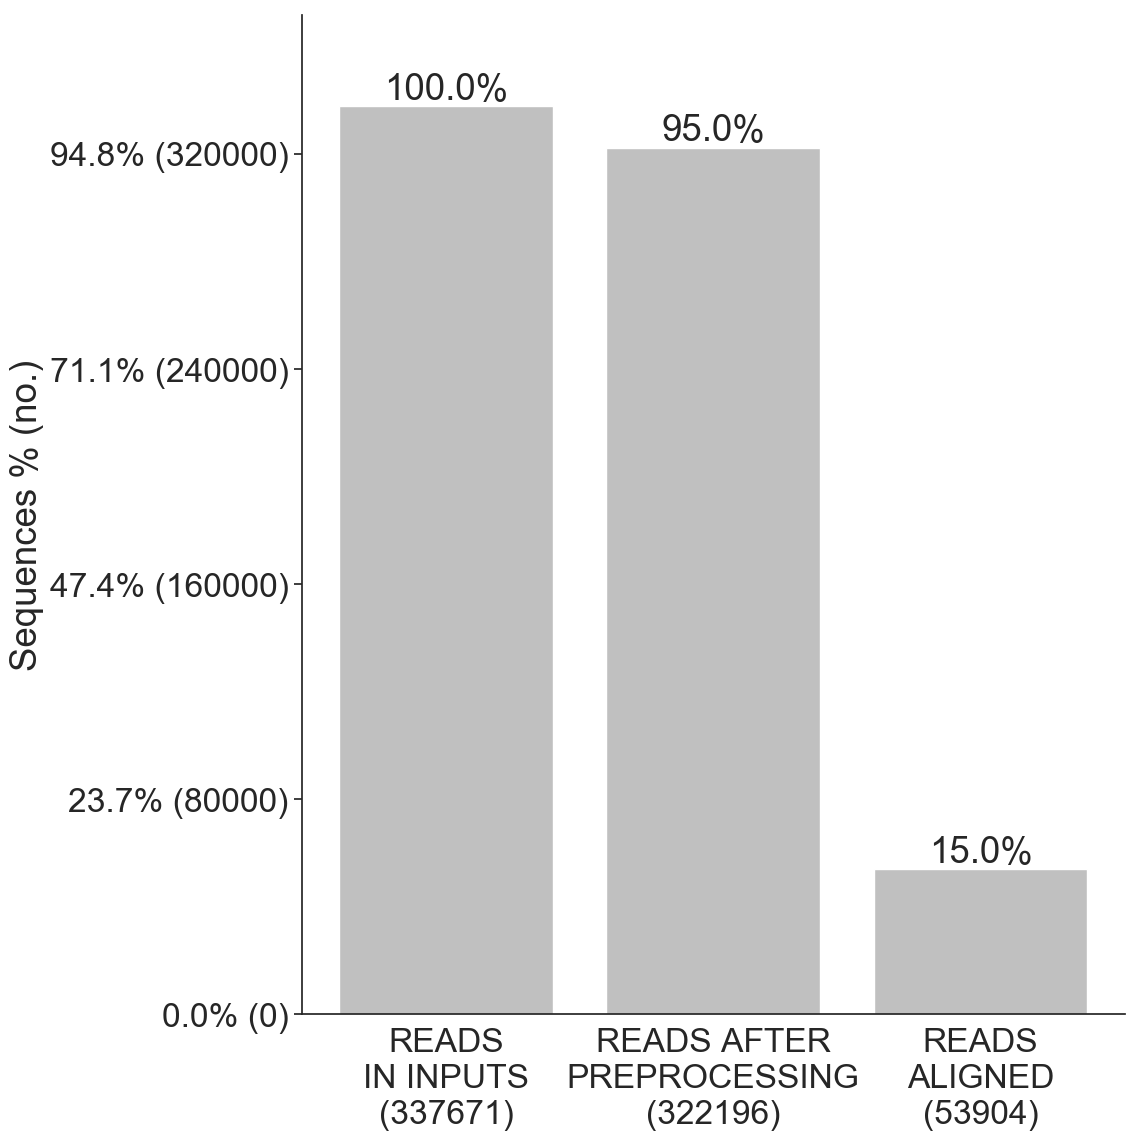 Sequences % (no.)
94.8% (320000)
71.1% (240000)
47.4% (160000)
23.7% (80000)
0.0% (0)
100.0%
95.0%
15.0%
READS
IN INPUTS
(337671)
READS AFTER
PREPROCESSING
(322196)
READS
ALIGNED
(53904)